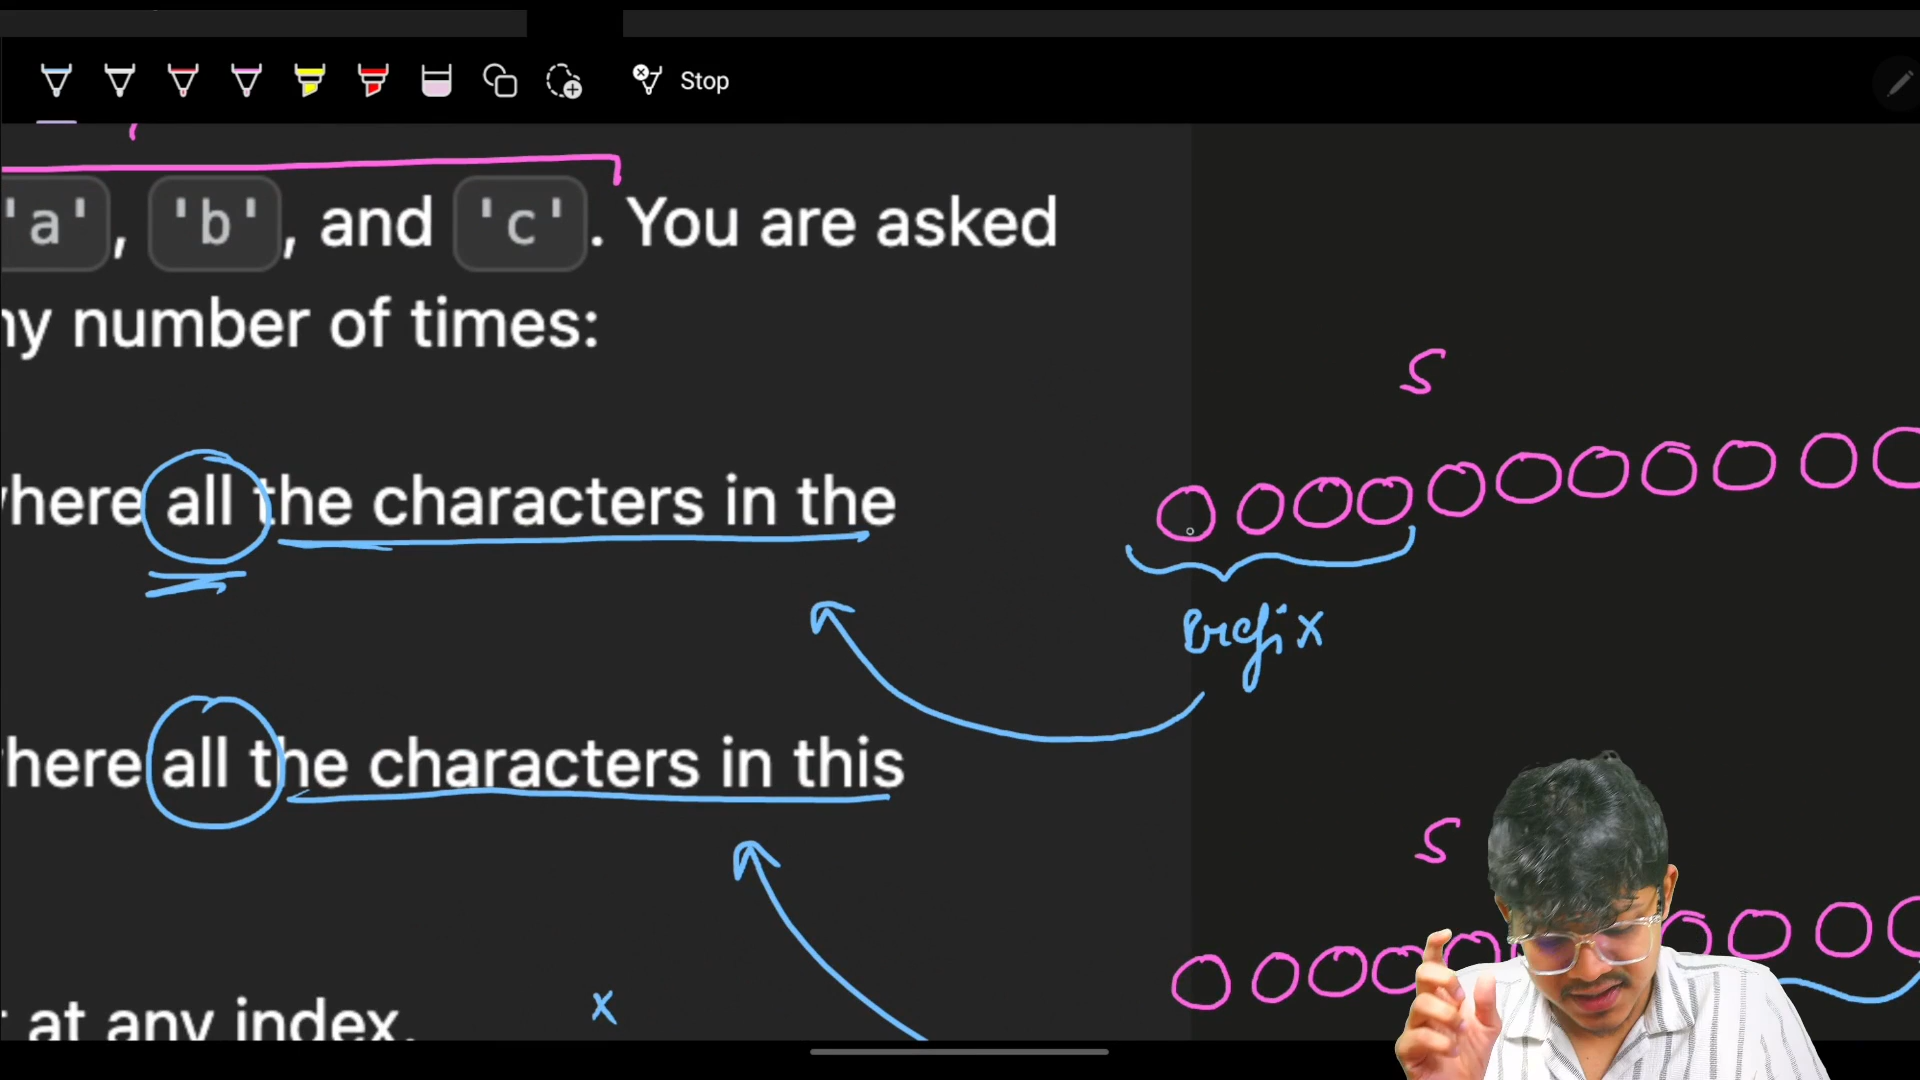 Stop
'a', 'b', and 'c'. You are asked
ny number of times:
S
where all the characters in the
Prefix
here all the characters in this
S
at any index.
x